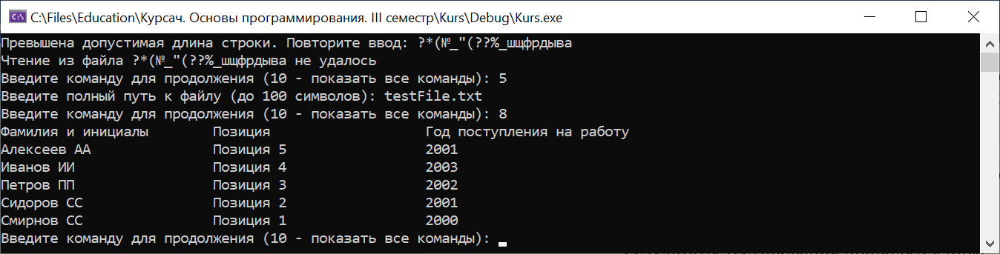 C:\Files\Education\Курсач. Основы программирования. III семестр\Kurs\Debug\Kurs.exe
Превышена допустимая длина строки. Повторите ввод: ?*(№_"(??%_шщфрдыва
Чтение из файла ?*(№_"(??%_шщфрдыва не удалось
Введите команду для продолжения (10 - показать все команды): 5
Введите полный путь к файлу (до 100 символов): testFile.txt
Введите команду для продолжения (10 - показать все команды): 8
Фамилия и инициалы Позиция Год поступления на работу
Алексеев АА Позиция 5 2001
Иванов ИИ Позиция 4 2003
Петров ПП Позиция 3 2002
Сидоров СС Позиция 2 2001
Смирнов СС Позиция 1 2000
Введите команду для продолжения (10 - показать все команды):